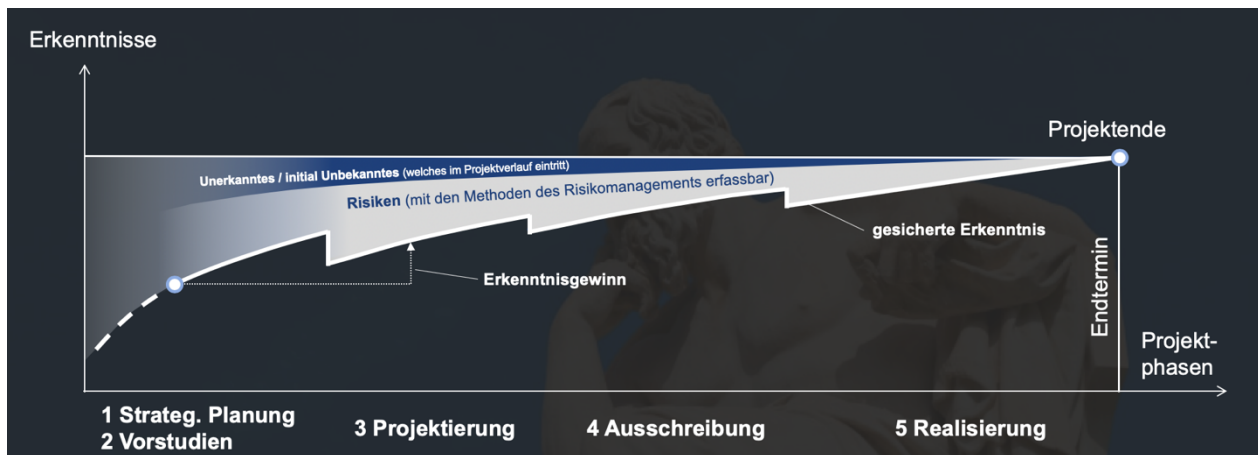 Erkenntnisse
Projektende
Unerkanntes / initial Unbekanntes (welches im Projektverlauf eintritt)
Risiken (mit den Methoden des Risikomanagements erfassbar)
gesicherte Erkenntnis
Erkenntnisgewinn
Endtermin
Projekt-
phasen
1 Strateg. Planung
2 Vorstudien
3 Projektierung
4 Ausschreibung
5 Realisierung